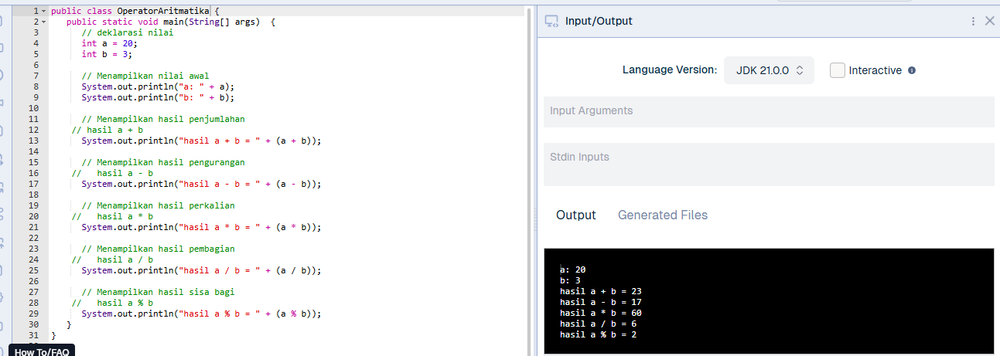 1 public class OperatorAritmatika {
2 public static void main(String[] args)  {
3 // deklarasi nilai
4 int a = 20;
5 int b = 3;
6
7 // Menampilkan nilai awal
8 System.out.println("a: " + a);
9 System.out.println("b: " + b);
10
11 // Menampilkan hasil penjumlahan
12 // hasil a + b
13 System.out.println("hasil a + b = " + (a + b));
14
15 // Menampilkan hasil pengurangan
16 //   hasil a - b
17 System.out.println("hasil a - b = " + (a - b));
18
19 // Menampilkan hasil perkalian
20 //   hasil a * b
21 System.out.println("hasil a * b = " + (a * b));
22
23 // Menampilkan hasil pembagian
24 //   hasil a / b
25 System.out.println("hasil a / b = " + (a / b));
26
27 // Menampilkan hasil sisa bagi
28 //   hasil a % b
29 System.out.println("hasil a % b = " + (a % b));
30 }
31 }
How To/FAQ
Input/Output
Language Version: JDK 21.0.0 Interactive
Input Arguments
Stdin Inputs
Output Generated Files
a: 20
b: 3
hasil a + b = 23
hasil a - b = 17
hasil a * b = 60
hasil a / b = 6
hasil a % b = 2